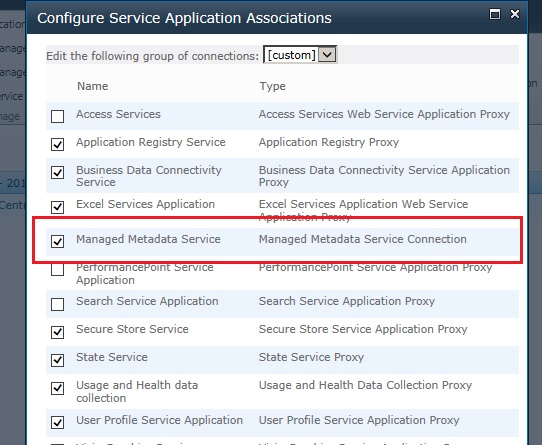 Configure Service Application Associations
Edit the following group of connections: [custom]
Name Type
Access Services Access Services Web Service Application Proxy
Application Registry Service Application Registry Proxy
Business Data Connectivity Business Data Connectivity Service Application
Service Proxy
Excel Services Application Excel Services Application Web Service
Application Proxy
Managed Metadata Service Managed Metadata Service Connection
PerformancePoint Service PerformancePoint Service Application Proxy
Application
Search Service Application Search Service Application Proxy
Secure Store Service Secure Store Service Application Proxy
State Service State Service Proxy
Usage and Health data Usage and Health Data Collection Proxy
collection
User Profile Service Application User Profile Service Application Proxy